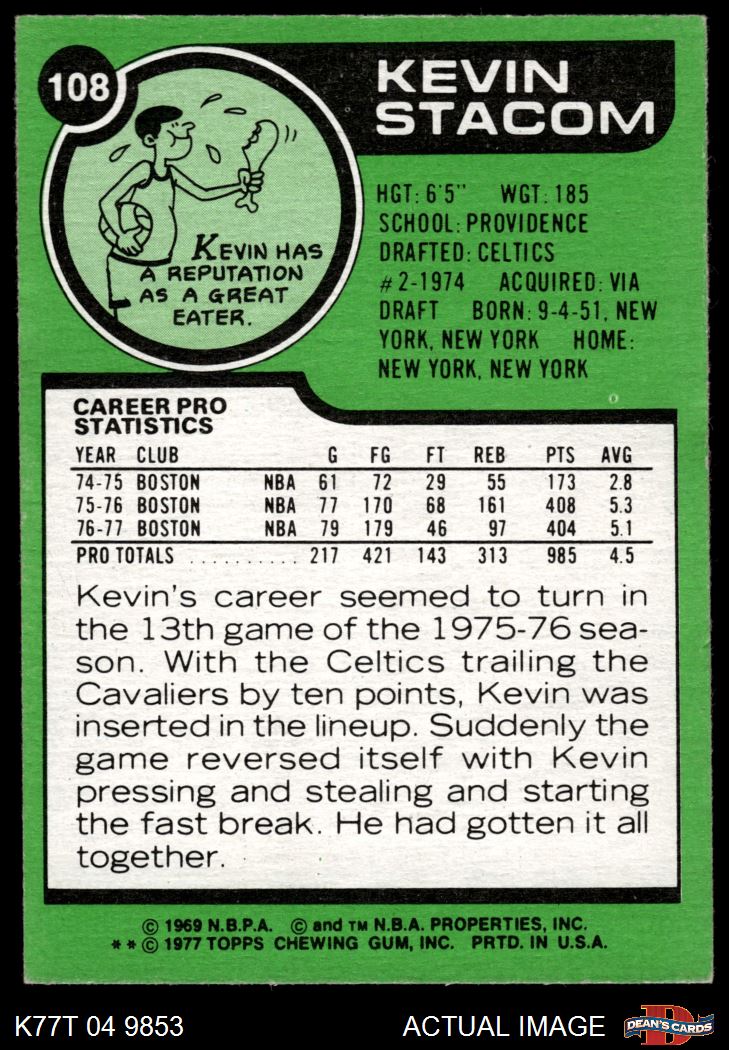 108
KEVIN
STACOM
KEVIN HAS
A REPUTATION
AS A GREAT
EATER.
HGT: 6'5" WGT: 185
SCHOOL: PROVIDENCE
DRAFTED: CELTICS
#2-1974 ACQUIRED: VIA
DRAFT BORN: 9-4-51, NEW
YORK, NEW YORK HOME:
NEW YORK, NEW YORK
CAREER PRO
STATISTICS
YEAR CLUB G FG FT REB PTS AVG
74-75 BOSTON NBA 61 72 29 55 173 2.8
75-76 BOSTON NBA 77 170 68 161 408 5.3
76-77 BOSTON NBA 79 179 46 97 404 5.1
PRO TOTALS .......... 217 421 143 313 985 4.5
Kevin's career seemed to turn in
the 13th game of the 1975-76 sea-
son. With the Celtics trailing the
Cavaliers by ten points, Kevin was
inserted in the lineup. Suddenly the
game reversed itself with Kevin
pressing and stealing and starting
the fast break. He had gotten it all
together.
© 1969 N.B.P.A. © and TM N.B.A. PROPERTIES, INC.
* * © 1977 TOPPS CHEWING GUM, INC. PRTD. IN U.S.A.
K77T 04 9853 ACTUAL IMAGE D DEAN'S CARDS